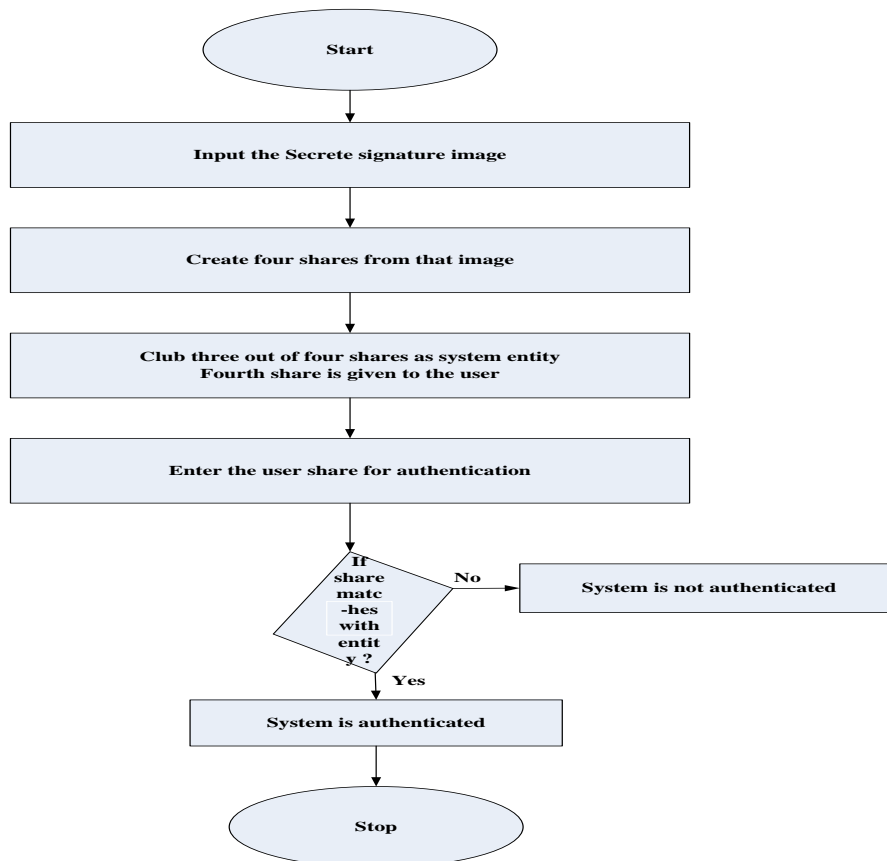 Start
Input the Secrete signature image
Create four shares from that image
Club three out of four shares as system entity
Fourth share is given to the user
Enter the user share for authentication
If
share
matc
-hes
with
entit
y ?
No
System is not authenticated
Yes
System is authenticated
Stop